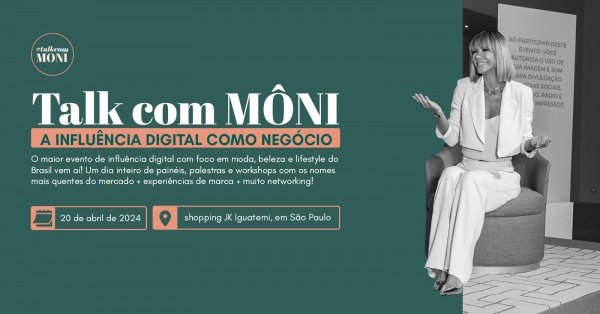 #talkcom
MONI
Talk com MÔNI
A INFLUÊNCIA DIGITAL COMO NEGÓCIO
O maior evento de influência digital com foco em moda, beleza e lifestyle do
Brasil vem aí! Um dia inteiro de painéis, palestras e workshops com os nomes
mais quentes do mercado + experiências de marca + muito networking!
20 de abril de 2024
shopping JK Iguatemi, em São Paulo
AO PARTICIPAR DESTE
EVENTO, VOCÊ
AUTORIZA O USO DE
IMAGEM E SOM
PARA DIVULGAÇÃO
SOCIAIS,
RÁDIO E
IMPRESSOS.